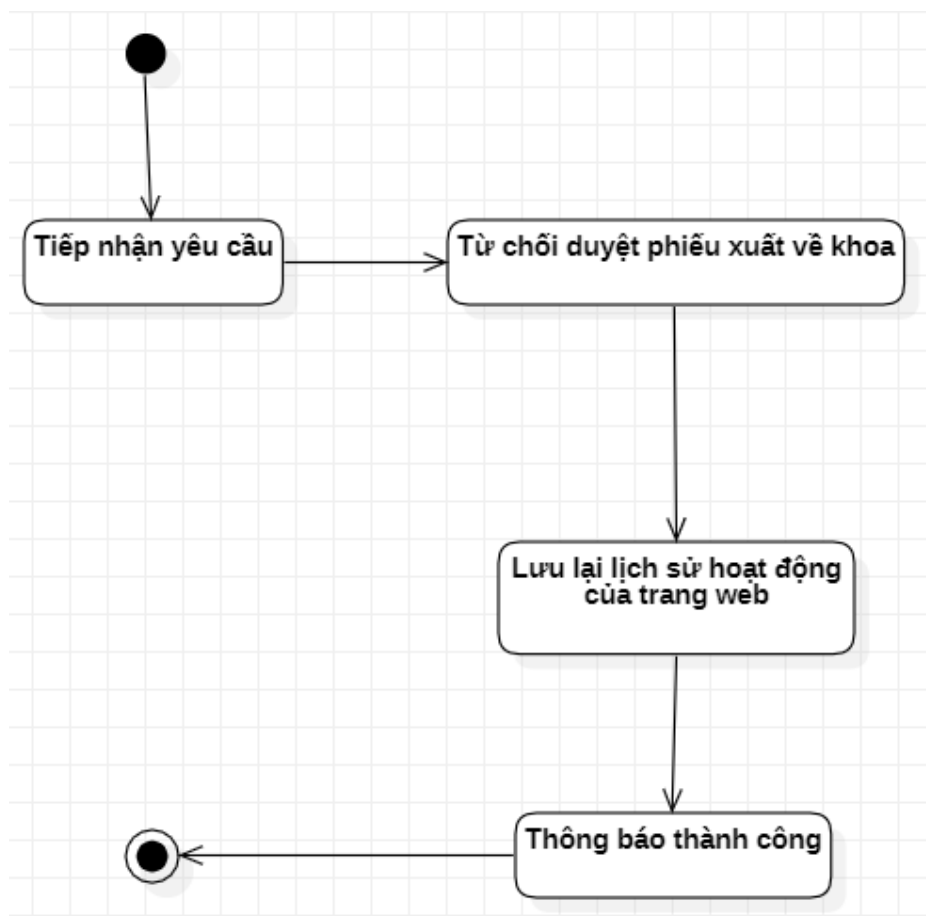 Tiếp nhận yêu cầu
Từ chối duyệt phiếu xuất về khoa
Lưu lại lịch sử hoạt động
của trang web
Thông báo thành công